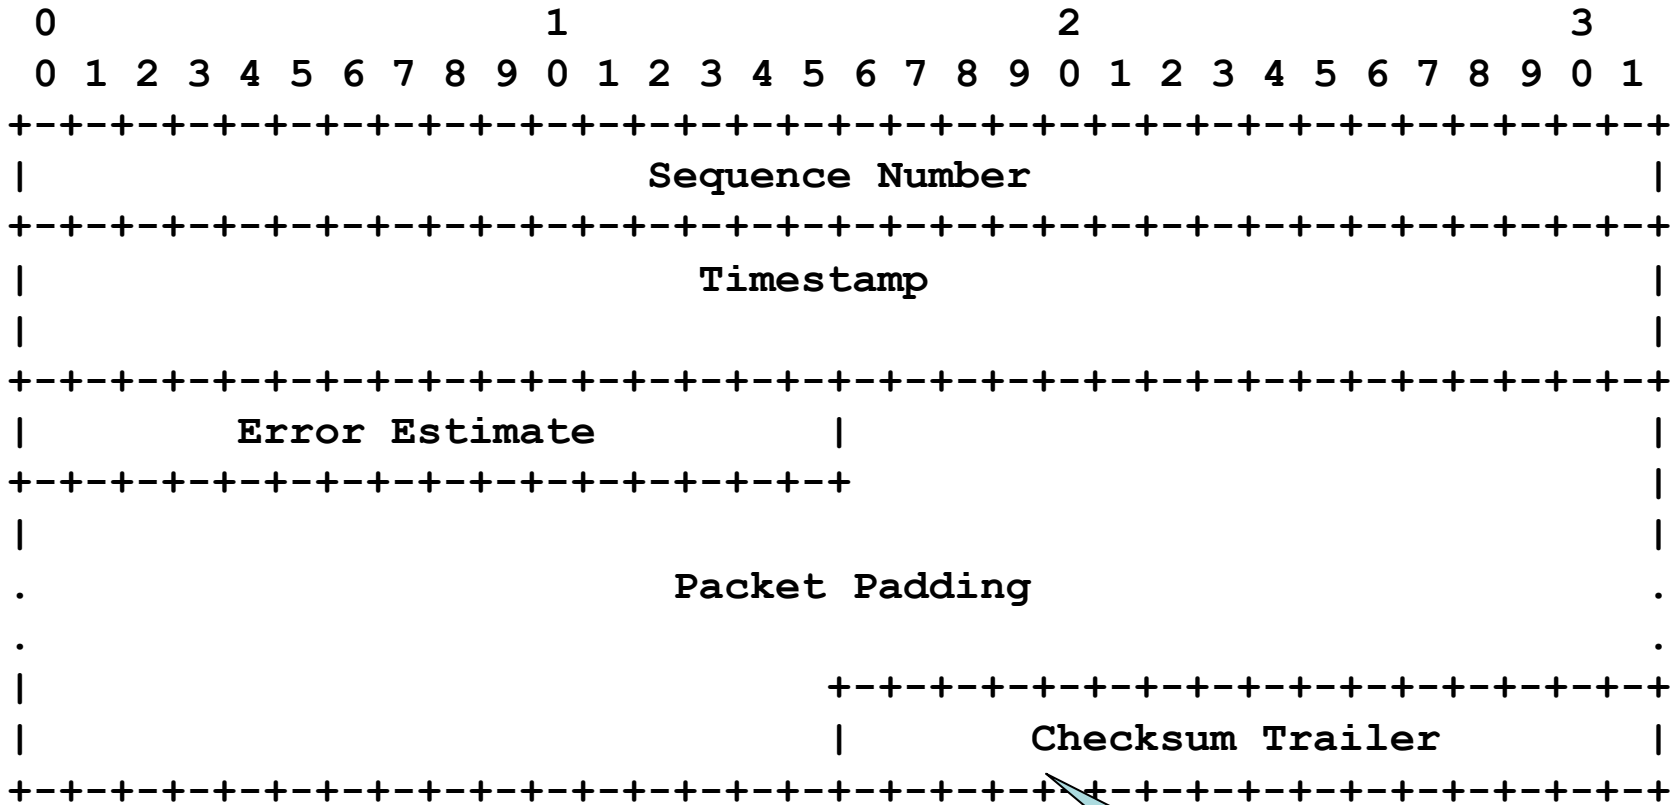 0                   1                   2                   3
 0 1 2 3 4 5 6 7 8 9 0 1 2 3 4 5 6 7 8 9 0 1 2 3 4 5 6 7 8 9 0 1
+-+-+-+-+-+-+-+-+-+-+-+-+-+-+-+-+-+-+-+-+-+-+-+-+-+-+-+-+-+-+-+-+
|                        Sequence Number                        |
+-+-+-+-+-+-+-+-+-+-+-+-+-+-+-+-+-+-+-+-+-+-+-+-+-+-+-+-+-+-+-+-+
|                          Timestamp                            |
|                                                               |
+-+-+-+-+-+-+-+-+-+-+-+-+-+-+-+-+-+-+-+-+-+-+-+-+-+-+-+-+-+-+-+-+
|        Error Estimate         |                               |
+-+-+-+-+-+-+-+-+-+-+-+-+-+-+-+-+                               |
|                                                               |
.                         Packet Padding                        .
.                                                               .
|                               +-+-+-+-+-+-+-+-+-+-+-+-+-+-+-+-+
|                               |       Checksum Trailer        |
+-+-+-+-+-+-+-+-+-+-+-+-+-+-+-+-+-+-+-+-+-+-+-+-+-+-+-+-+-+-+-+-+